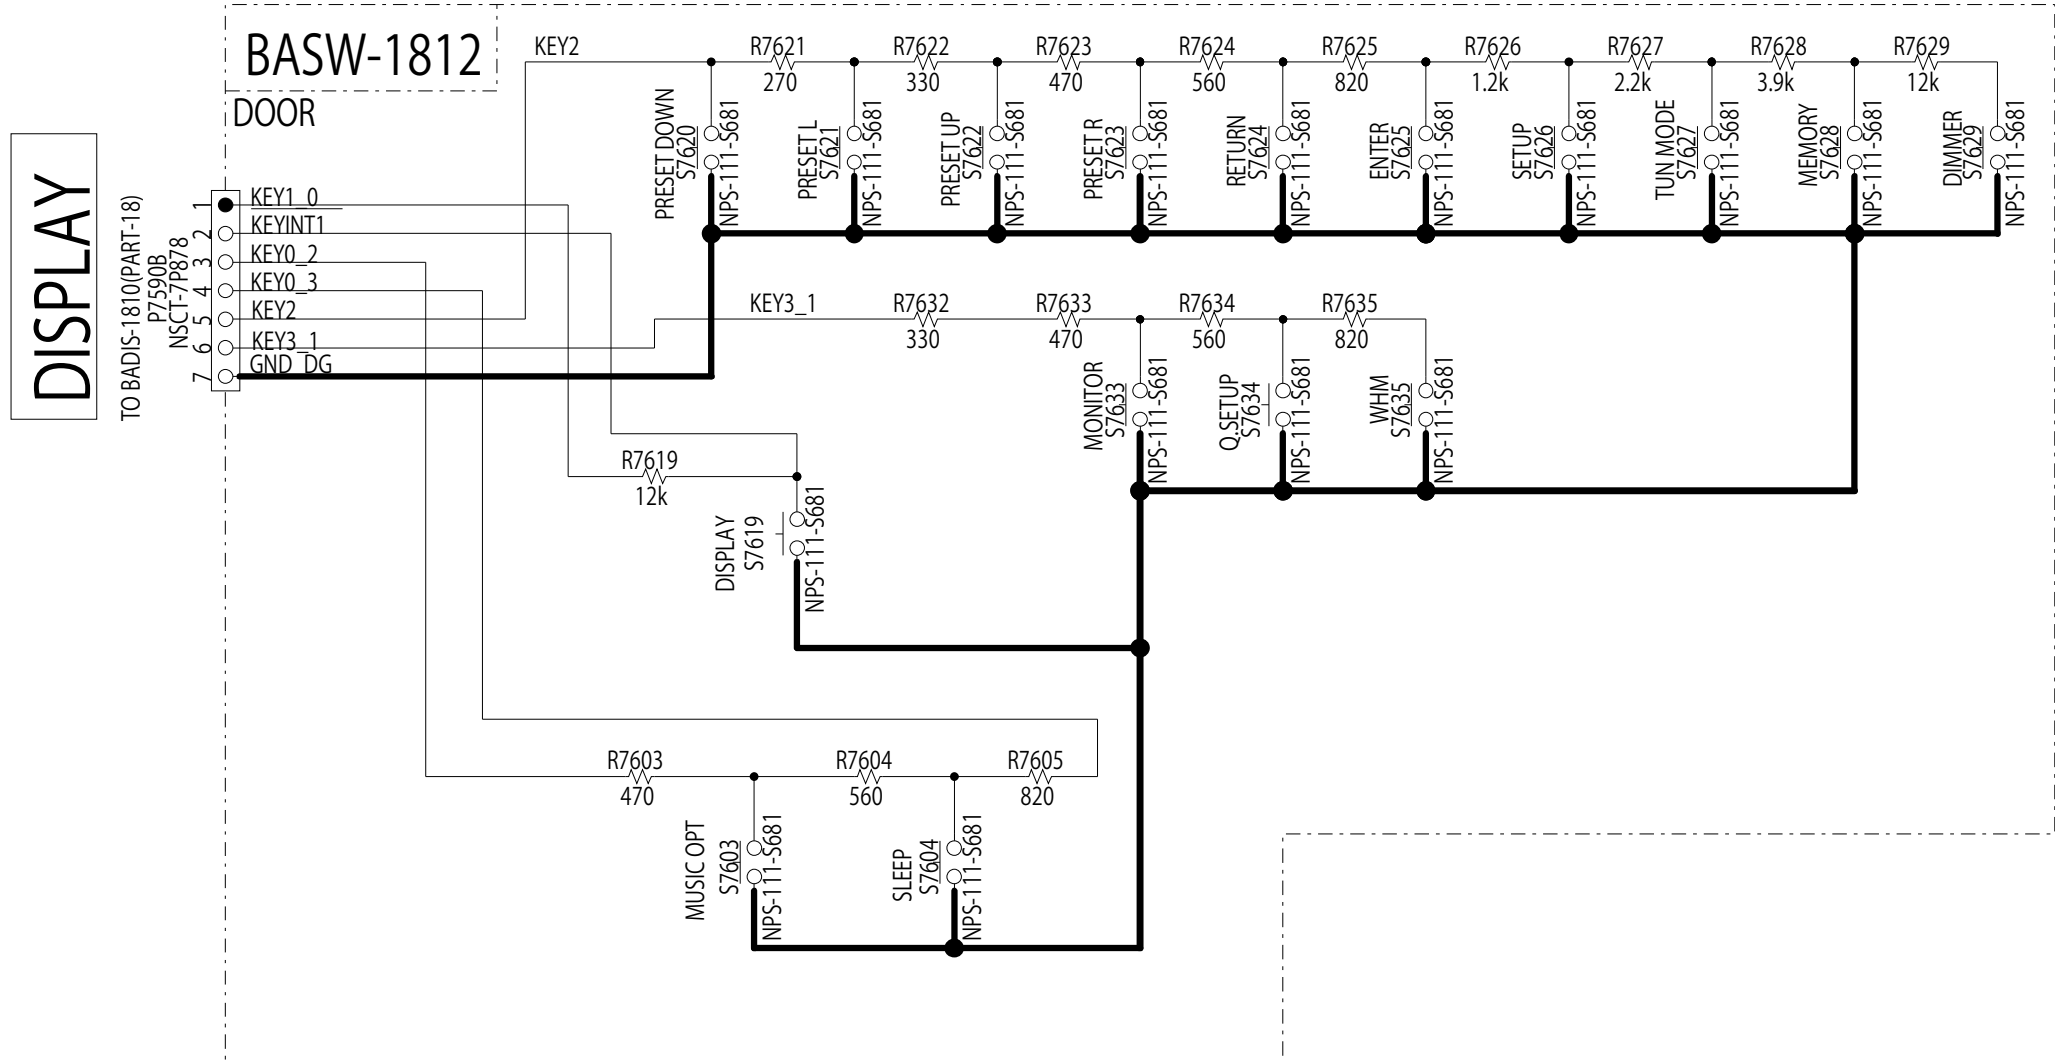 BASW-1812
DOOR
DISPLAY
TO BADIS-1810(PART-18)
P7590B
NSCT-7P878
1 KEY1_0
2 KEYINT1
3 KEY0_2
4 KEY0_3
5 KEY2
6 KEY3_1
7 GND_DG
KEY2
R7621
270
R7622
330
R7623
470
R7624
560
R7625
820
R7626
1.2k
R7627
2.2k
R7628
3.9k
R7629
12k
PRESET DOWN
S7620
NPS-111-S681
PRESET L
S7621
NPS-111-S681
PRESET UP
S7622
NPS-111-S681
PRESET R
S7623
NPS-111-S681
RETURN
S7624
NPS-111-S681
ENTER
S7625
NPS-111-S681
SETUP
S7626
NPS-111-S681
TUN MODE
S7627
NPS-111-S681
MEMORY
S7628
NPS-111-S681
DIMMER
S7629
NPS-111-S681
KEY3_1
R7632
330
R7633
470
R7634
560
R7635
820
MONITOR
S7633
NPS-111-S681
Q.SETUP
S7634
NPS-111-S681
WHM
S7635
NPS-111-S681
R7619
12k
DISPLAY
S7619
NPS-111-S681
R7603
470
R7604
560
R7605
820
MUSIC OPT
S7603
NPS-111-S681
SLEEP
S7604
NPS-111-S681